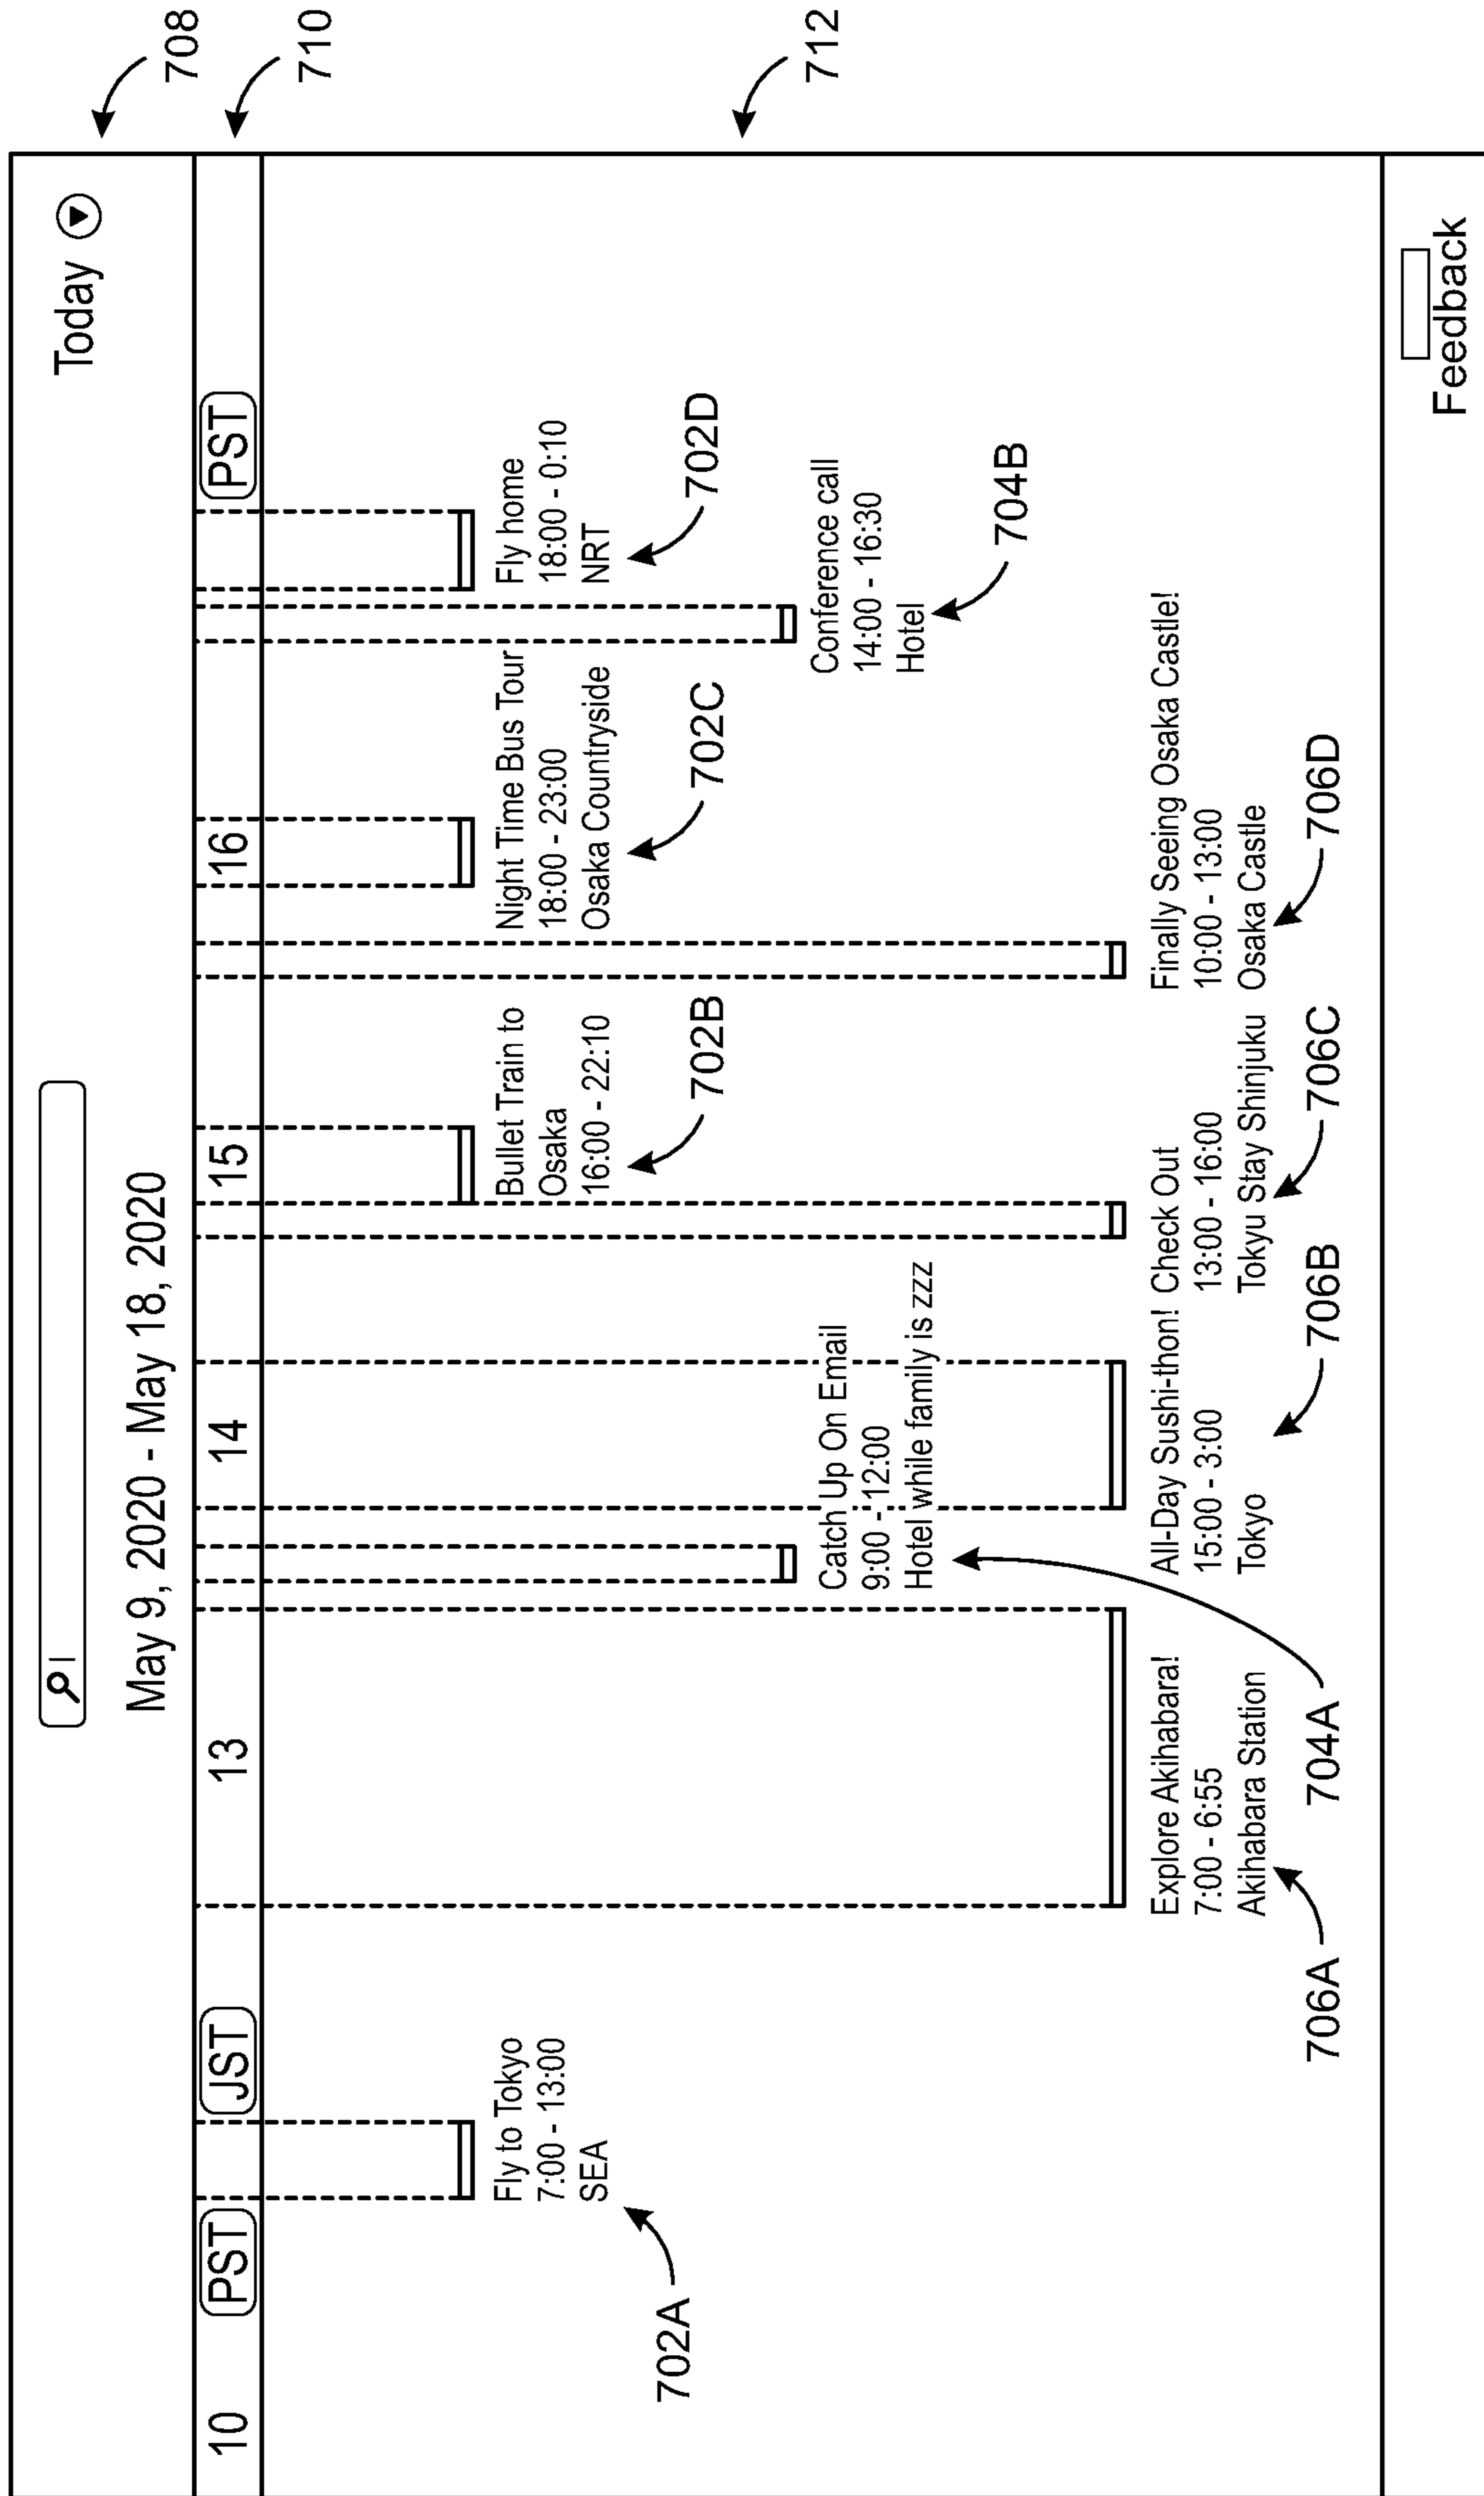 Today
May 9, 2020 - May 18, 2020
708
10
PST
JST
13
14
15
16
PST
710
Fly to Tokyo
7:00 - 13:00
SEA
702A
Bullet Train to
Osaka
16:00 - 22:10
702B
Night Time Bus Tour
18:00 - 23:00
Osaka Countryside
702C
Fly home
18:00 - 0:10
NRT
702D
712
Catch Up On Email
9:00 - 12:00
Hotel while family is zzz
704A
Conference call
14:00 - 16:30
Hotel
704B
Explore Akihabara!
7:00 - 6:55
Akihabara Station
706A
All-Day Sushi-thon!
15:00 - 3:00
Tokyo
706B
Check Out
13:00 - 16:00
Tokyu Stay Shinjuku
706C
Finally Seeing Osaka Castle!
10:00 - 13:00
Osaka Castle
706D
Feedback